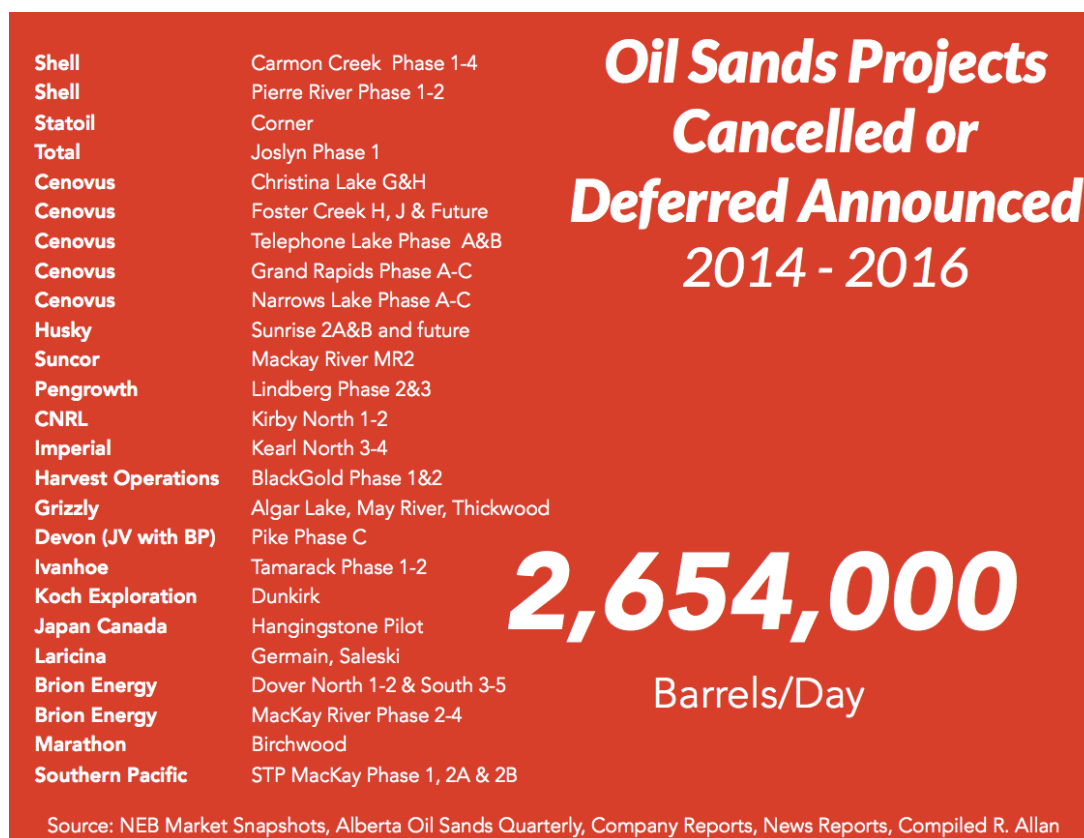 Oil Sands Projects
Cancelled or
Deferred Announced
2014 - 2016
Shell Carmon Creek Phase 1-4
Shell Pierre River Phase 1-2
Statoil Corner
Total Joslyn Phase 1
Cenovus Christina Lake G&H
Cenovus Foster Creek H, J & Future
Cenovus Telephone Lake Phase A&B
Cenovus Grand Rapids Phase A-C
Cenovus Narrows Lake Phase A-C
Husky Sunrise 2A&B and future
Suncor Mackay River MR2
Pengrowth Lindberg Phase 2&3
CNRL Kirby North 1-2
Imperial Kearl North 3-4
Harvest Operations BlackGold Phase 1&2
Grizzly Algar Lake, May River, Thickwood
Devon (JV with BP) Pike Phase C
Ivanhoe Tamarack Phase 1-2
Koch Exploration Dunkirk
Japan Canada Hangingstone Pilot
Laricina Germain, Saleski
Brion Energy Dover North 1-2 & South 3-5
Brion Energy MacKay River Phase 2-4
Marathon Birchwood
Southern Pacific STP MacKay Phase 1, 2A & 2B
2,654,000
Barrels/Day
Source: NEB Market Snapshots, Alberta Oil Sands Quarterly, Company Reports, News Reports, Compiled R. Allan